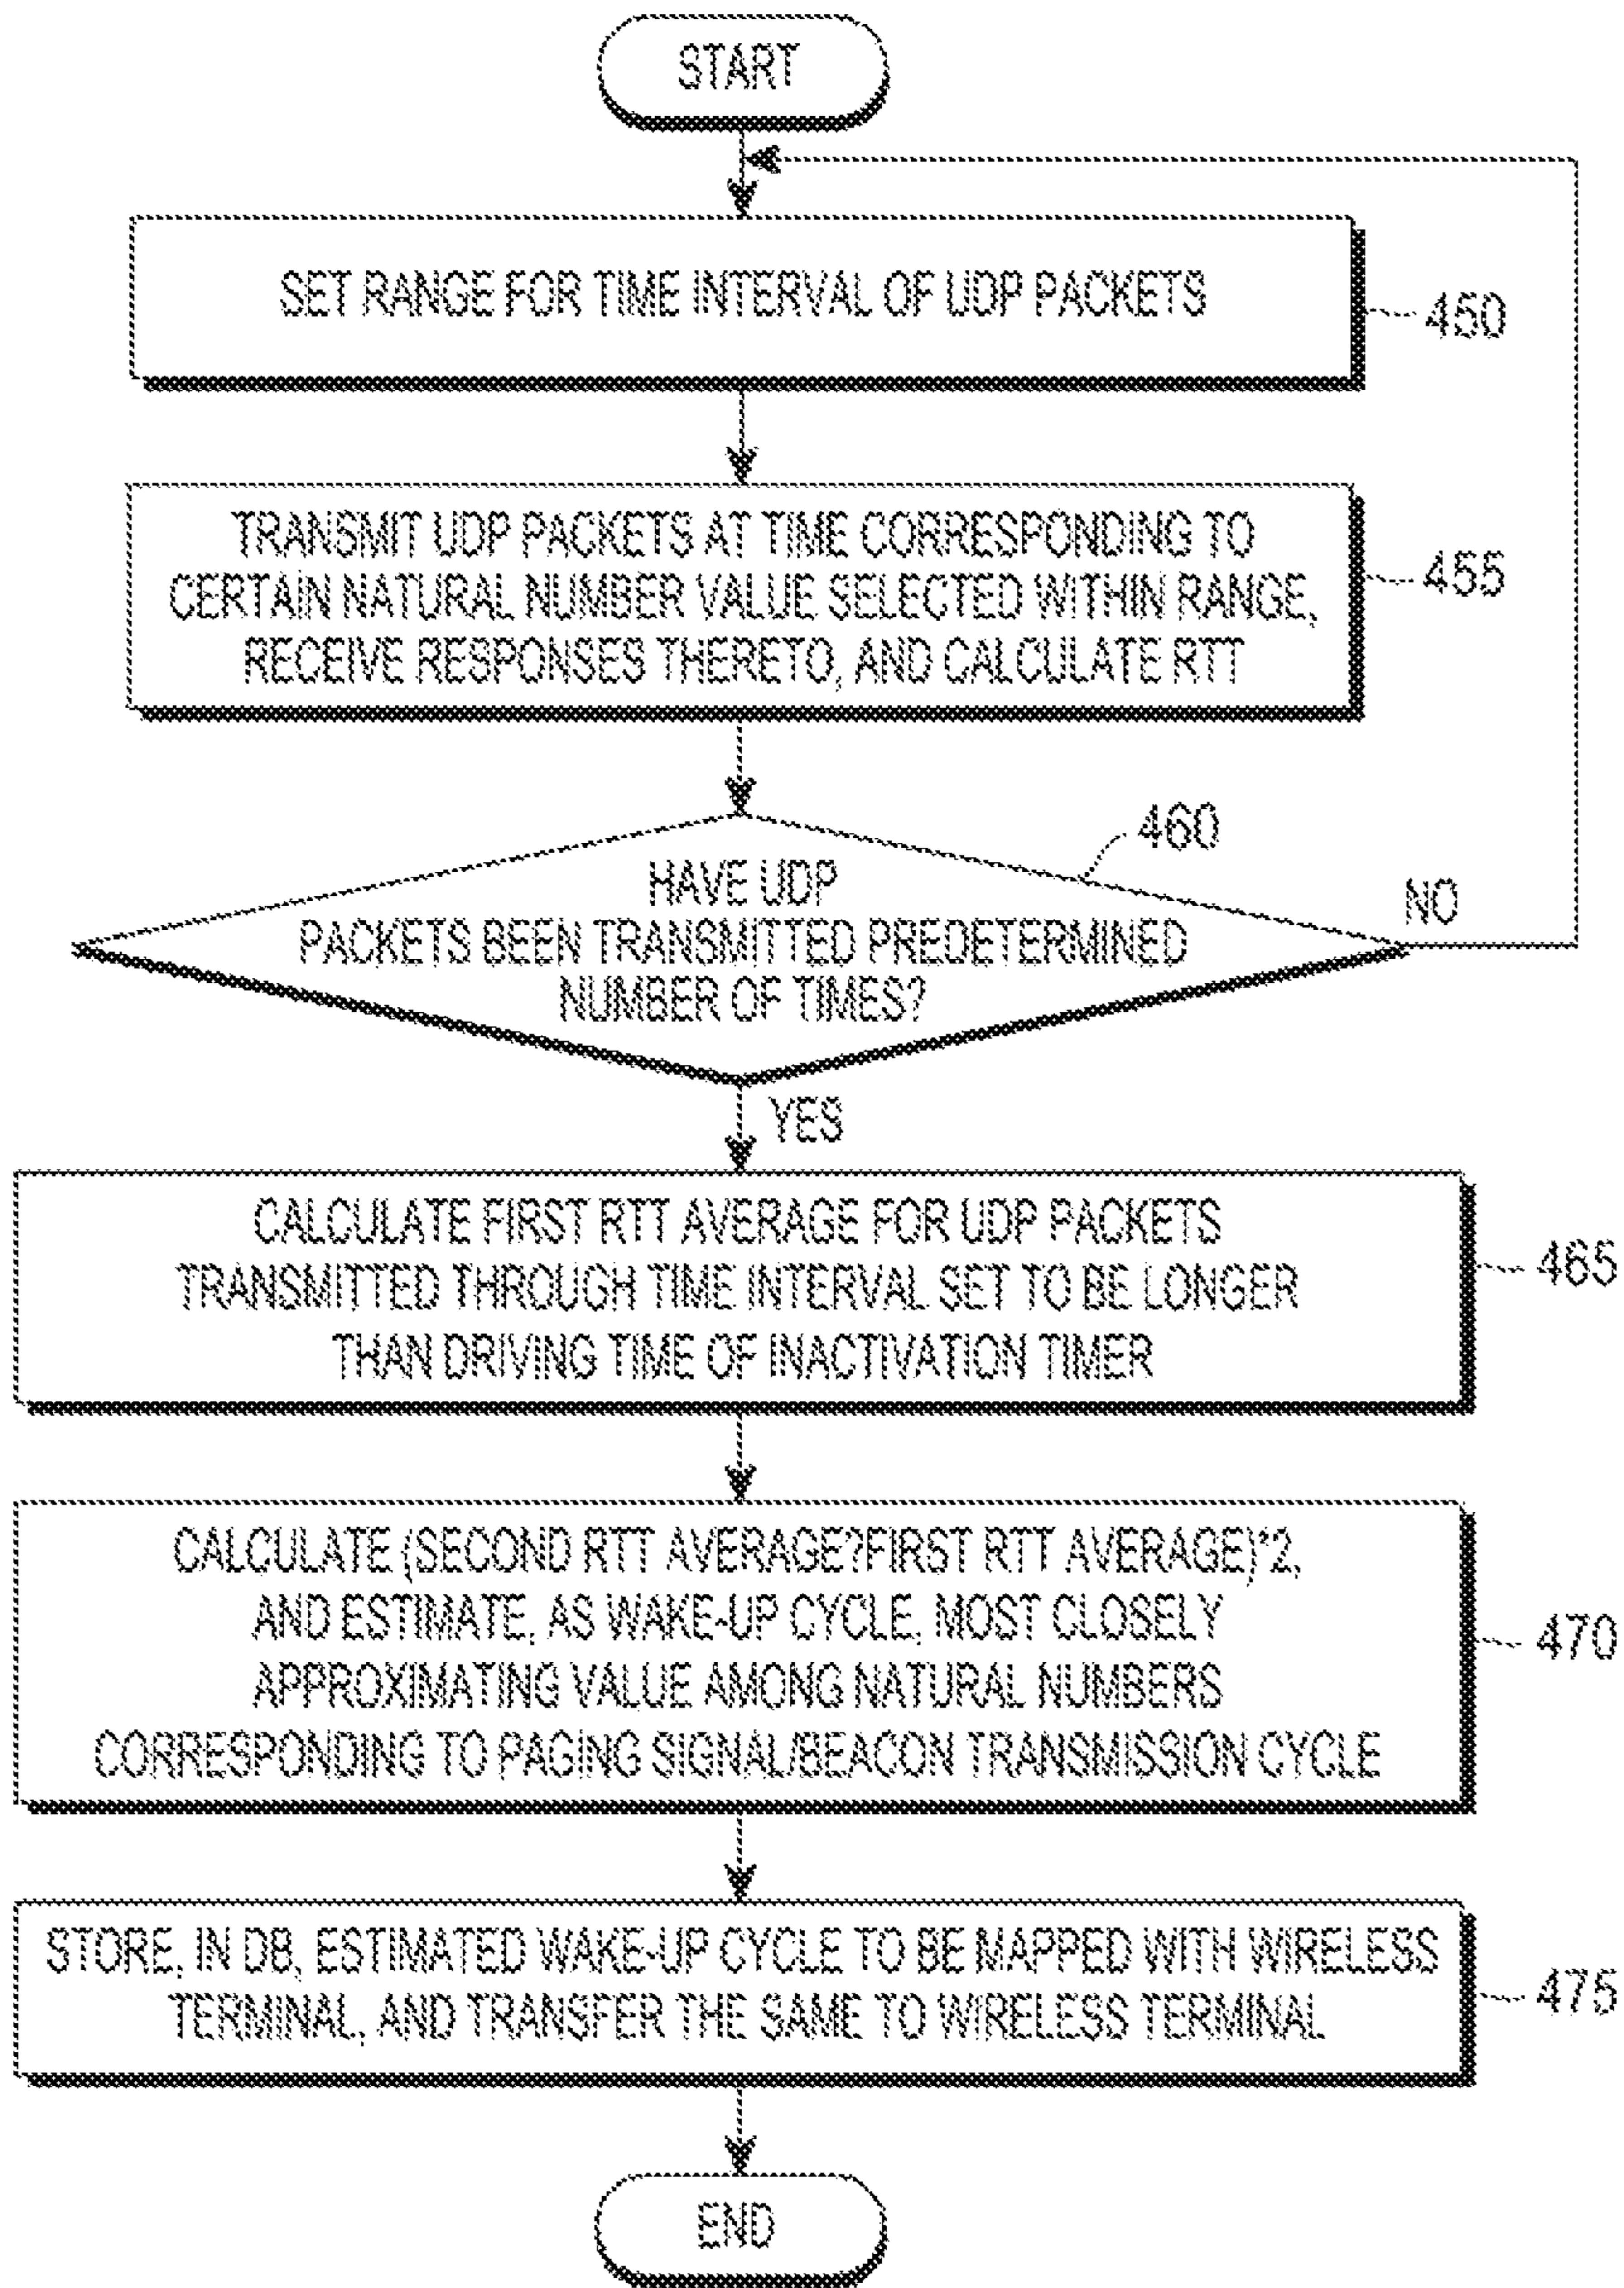 START
SET RANGE FOR TIME INTERVAL OF UDP PACKETS
450
TRANSMIT UDP PACKETS AT TIME CORRESPONDING TO
CERTAIN NATURAL NUMBER VALUE SELECTED WITHIN RANGE,
RECEIVE RESPONSES THERETO, AND CALCULATE RTT
455
460
HAVE UDP
PACKETS BEEN TRANSMITTED PREDETERMINED
NUMBER OF TIMES?
NO
YES
CALCULATE FIRST RTT AVERAGE FOR UDP PACKETS
TRANSMITTED THROUGH TIME INTERVAL SET TO BE LONGER
THAN DRIVING TIME OF INACTIVATION TIMER
465
CALCULATE (SECOND RTT AVERAGE?FIRST RTT AVERAGE)*2,
AND ESTIMATE, AS WAKE-UP CYCLE, MOST CLOSELY
APPROXIMATING VALUE AMONG NATURAL NUMBERS
CORRESPONDING TO PAGING SIGNAL/BEACON TRANSMISSION CYCLE
470
STORE, IN DB, ESTIMATED WAKE-UP CYCLE TO BE MAPPED WITH WIRELESS
TERMINAL, AND TRANSFER THE SAME TO WIRELESS TERMINAL
475
END